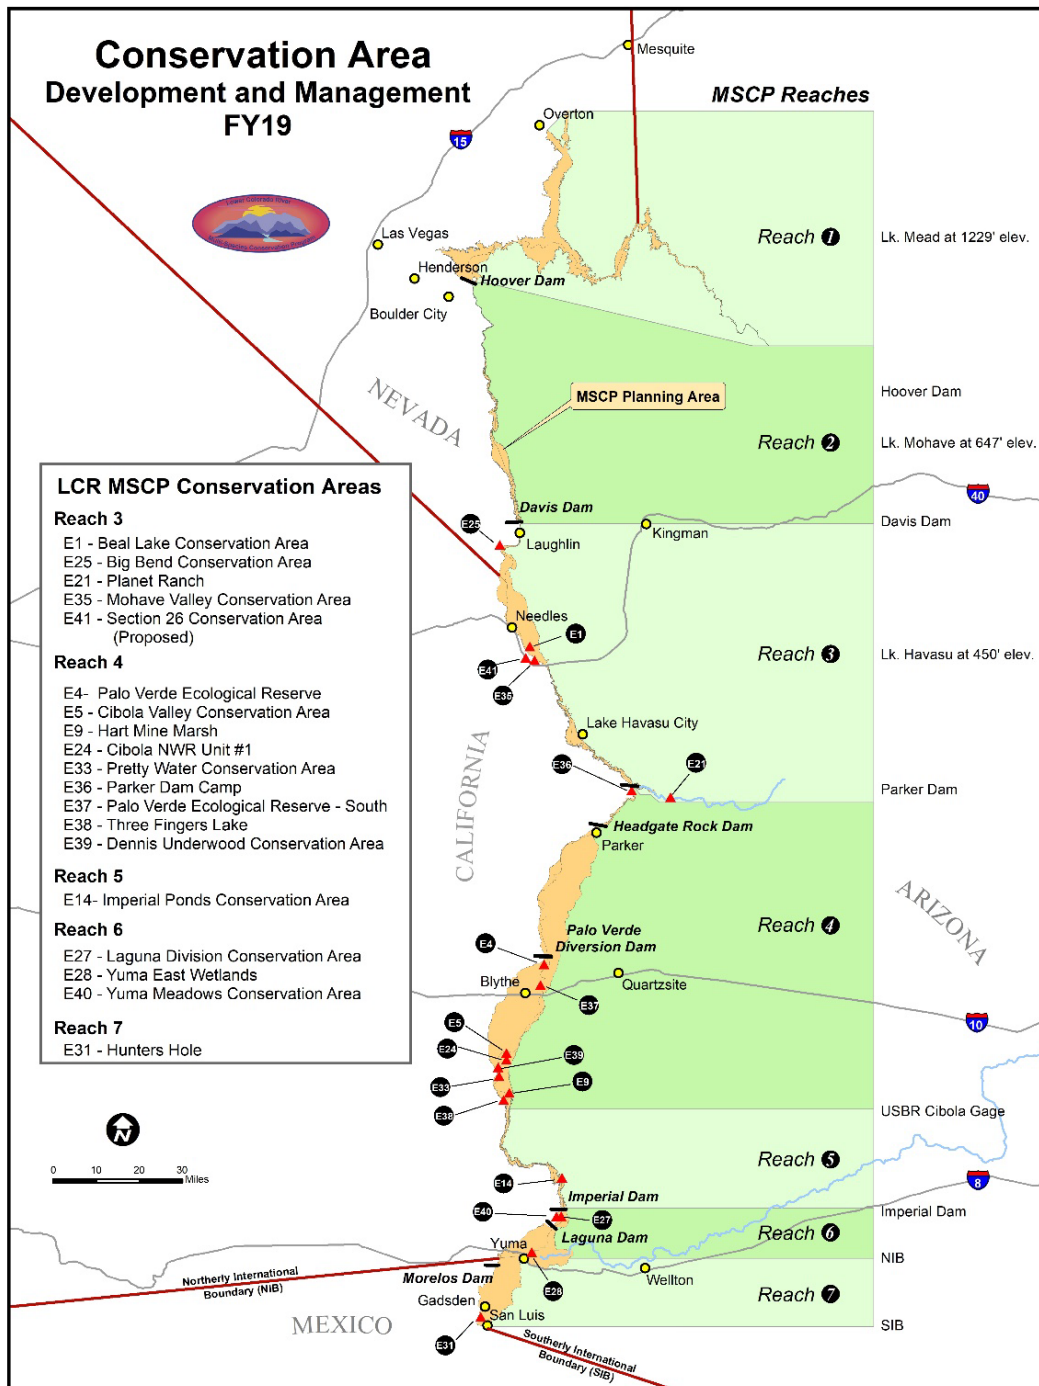 Conservation Area
Development and Management
FY19
MSCP Reaches
Mesquite
Overton
15
Lower Colorado River
Multi-Species Conservation Program
Las Vegas
Henderson
Hoover Dam
Boulder City
Reach 1
Lk. Mead at 1229' elev.
NEVADA
MSCP Planning Area
Hoover Dam
Reach 2
Lk. Mohave at 647' elev.
40
Davis Dam
Davis Dam
E25
Laughlin
Kingman
LCR MSCP Conservation Areas
Reach 3
E1 - Beal Lake Conservation Area
E25 - Big Bend Conservation Area
E21 - Planet Ranch
E35 - Mohave Valley Conservation Area
E41 - Section 26 Conservation Area
(Proposed)
Reach 4
E4- Palo Verde Ecological Reserve
E5 - Cibola Valley Conservation Area
E9 - Hart Mine Marsh
E24 - Cibola NWR Unit #1
E33 - Pretty Water Conservation Area
E36 - Parker Dam Camp
E37 - Palo Verde Ecological Reserve - South
E38 - Three Fingers Lake
E39 - Dennis Underwood Conservation Area
Reach 5
E14- Imperial Ponds Conservation Area
Reach 6
E27 - Laguna Division Conservation Area
E28 - Yuma East Wetlands
E40 - Yuma Meadows Conservation Area
Reach 7
E31 - Hunters Hole
Needles
E1
E41
E35
Reach 3
Lk. Havasu at 450' elev.
Lake Havasu City
CALIFORNIA
E36
E21
Parker Dam
Headgate Rock Dam
Parker
ARIZONA
Reach 4
Palo Verde
Diversion Dam
E4
Blythe
Quartzsite
E37
10
E5
E24
E39
E33
E9
E38
USBR Cibola Gage
N
0 10 20 30
Miles
Reach 5
E14
8
Imperial Dam
Imperial Dam
E40
E27
Laguna Dam
Reach 6
Yuma
NIB
Northerly International
Boundary (NIB)
Morelos Dam
E28
Wellton
Reach 7
Gadsden
San Luis
MEXICO
E31
SIB
Southerly International
Boundary (SIB)